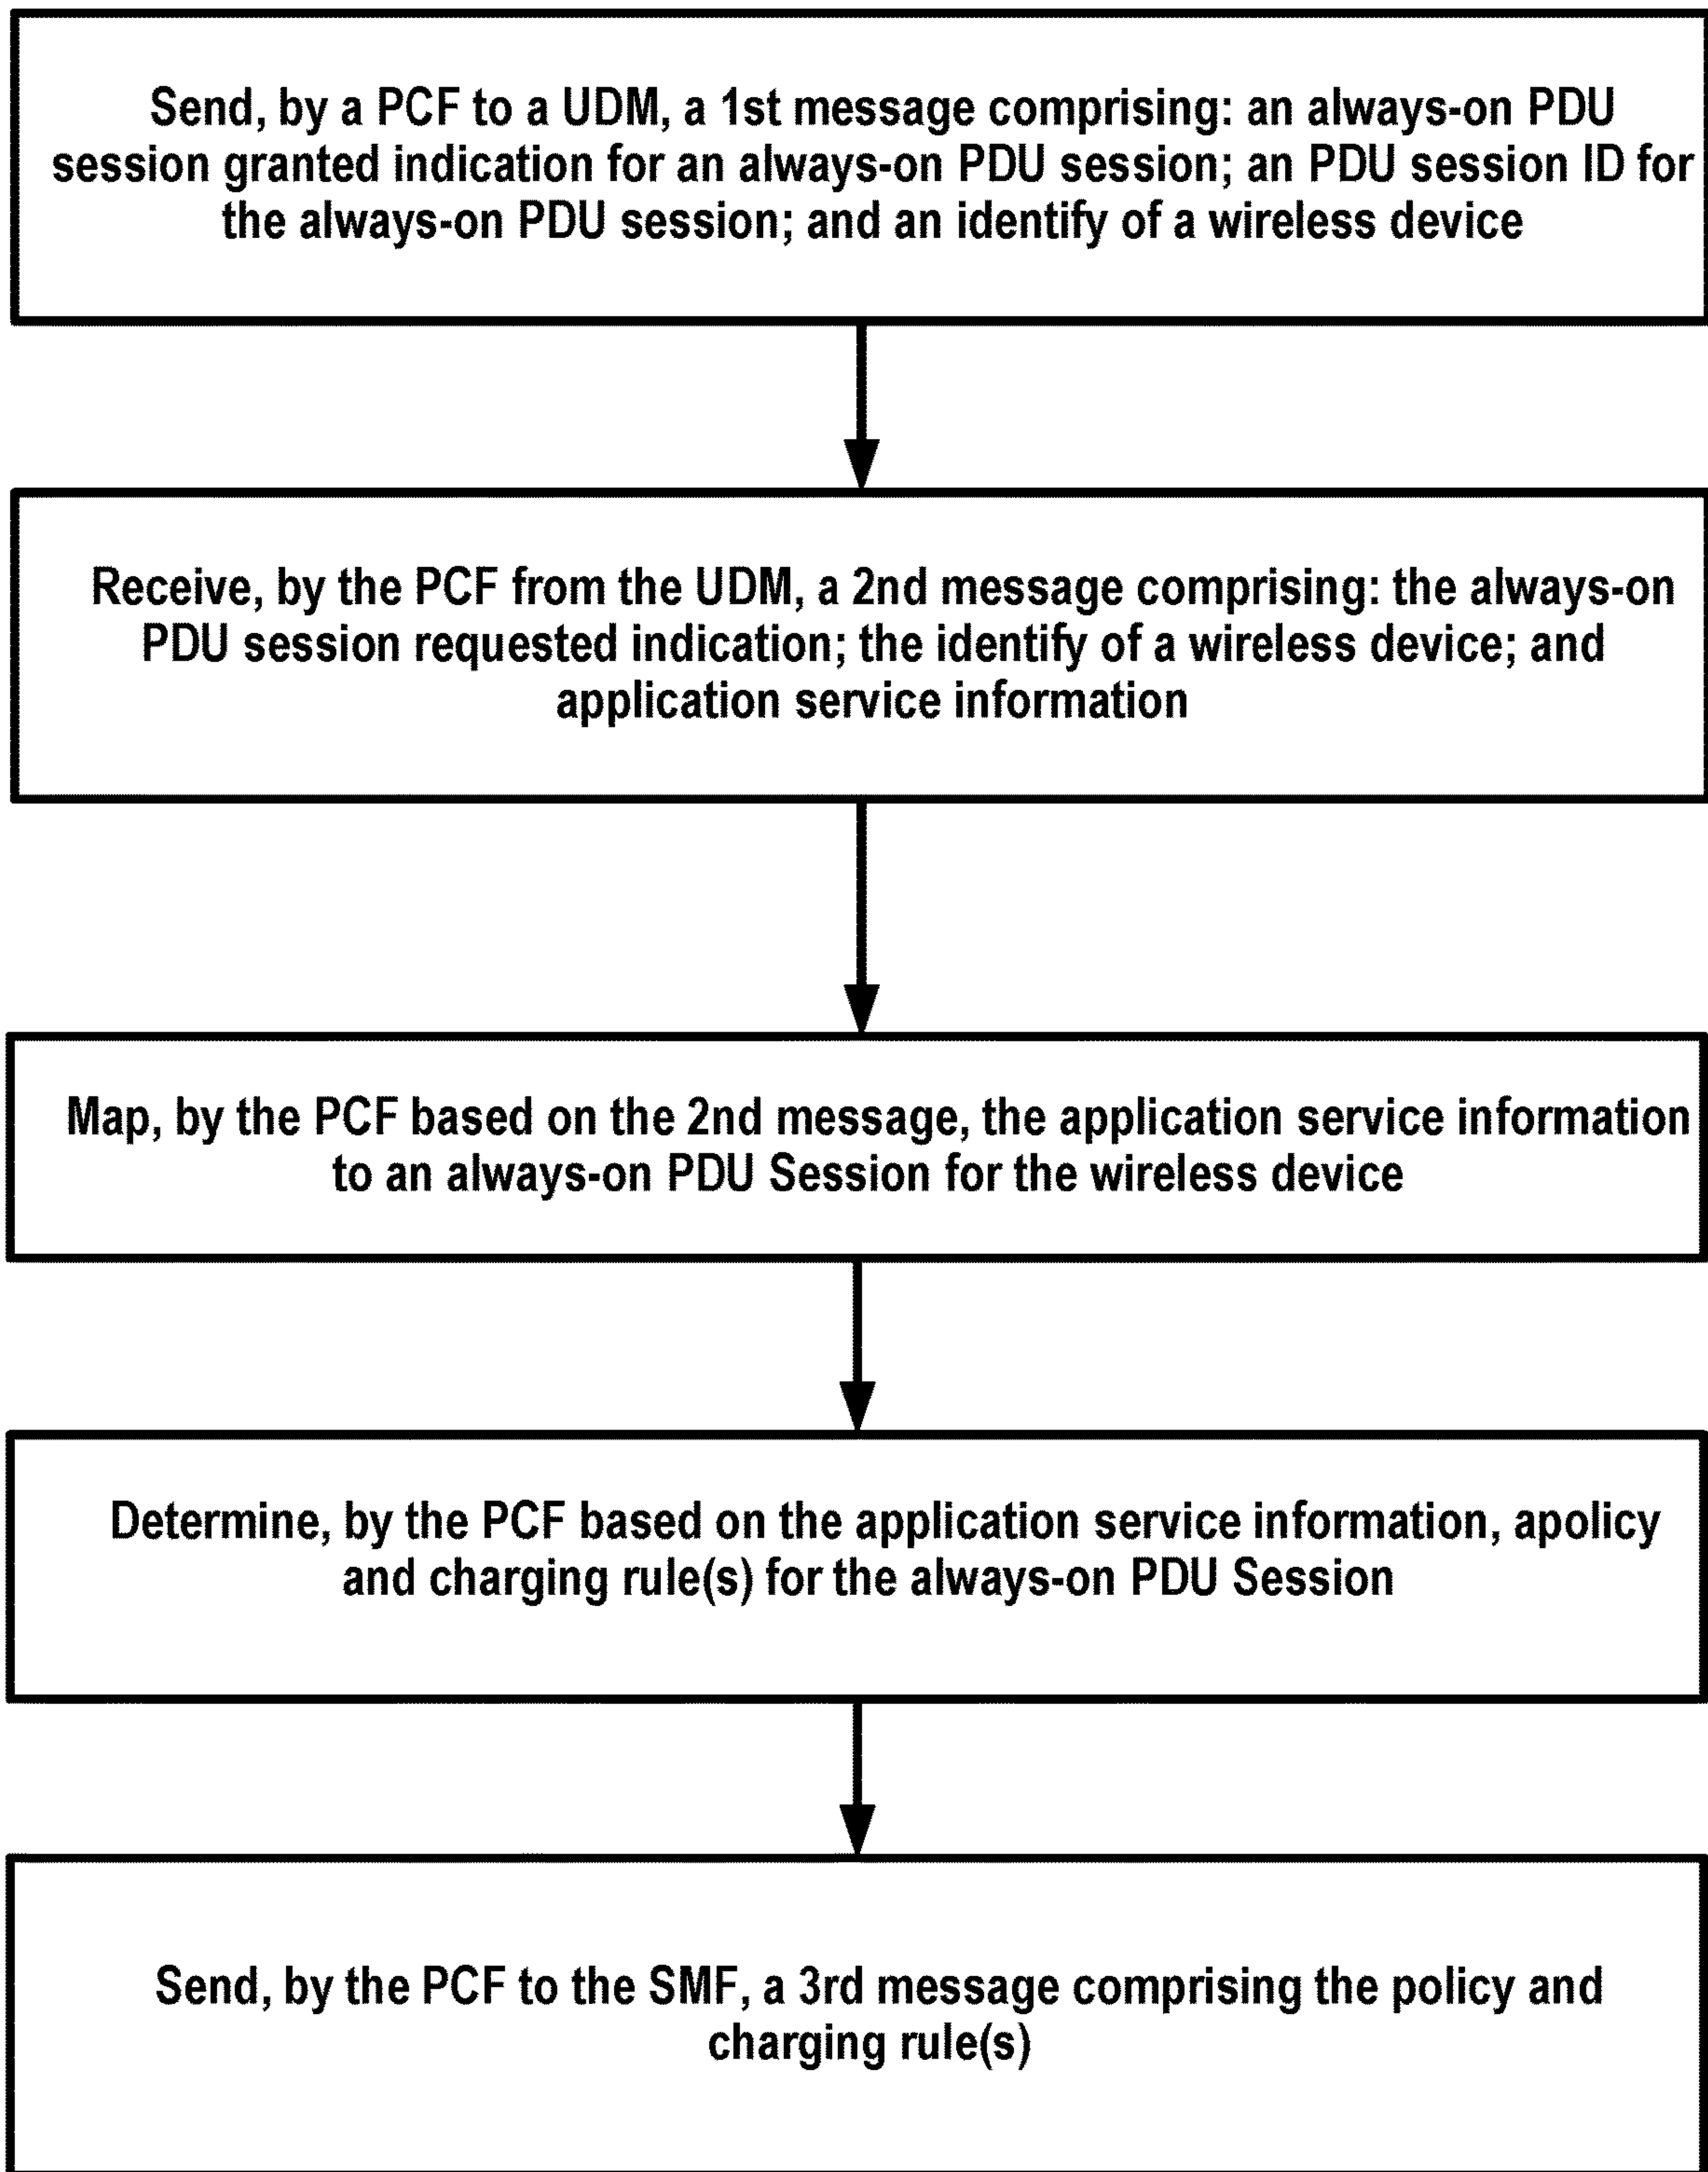 Send, by a PCF to a UDM, a 1st message comprising: an always-on PDU
session granted indication for an always-on PDU session; an PDU session ID for
the always-on PDU session; and an identify of a wireless device
Receive, by the PCF from the UDM, a 2nd message comprising: the always-on
PDU session requested indication; the identify of a wireless device; and
application service information
Map, by the PCF based on the 2nd message, the application service information
to an always-on PDU Session for the wireless device
Determine, by the PCF based on the application service information, apolicy
and charging rule(s) for the always-on PDU Session
Send, by the PCF to the SMF, a 3rd message comprising the policy and
charging rule(s)